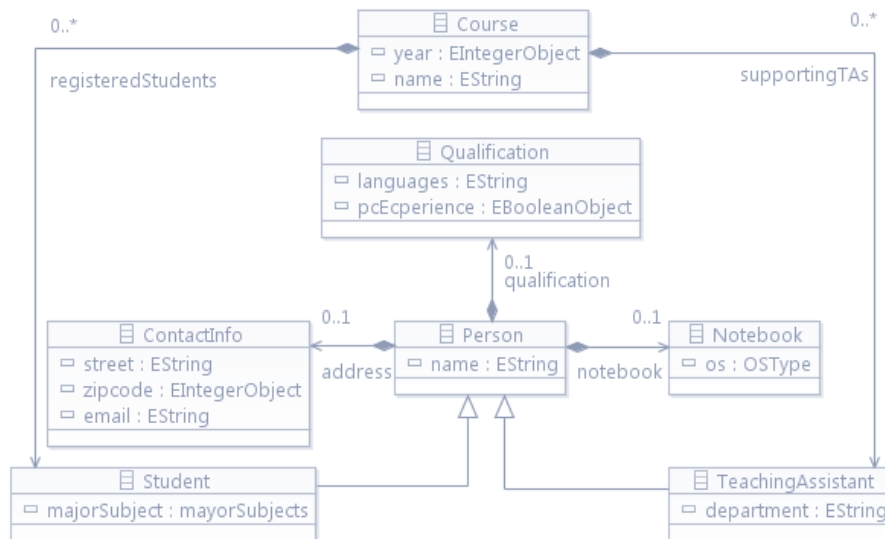 0..*
Course
0..*
year : EIntegerObject
name : EString
registeredStudents
supportingTAs
Qualification
languages : EString
pcEcperience : EBooleanObject
0..1
qualification
0..1
0..1
ContactInfo
Person
Notebook
street : EString
name : EString
os : OSType
zipcode : EIntegerObject
address
notebook
email : EString
Student
TeachingAssistant
majorSubject : mayorSubjects
department : EString